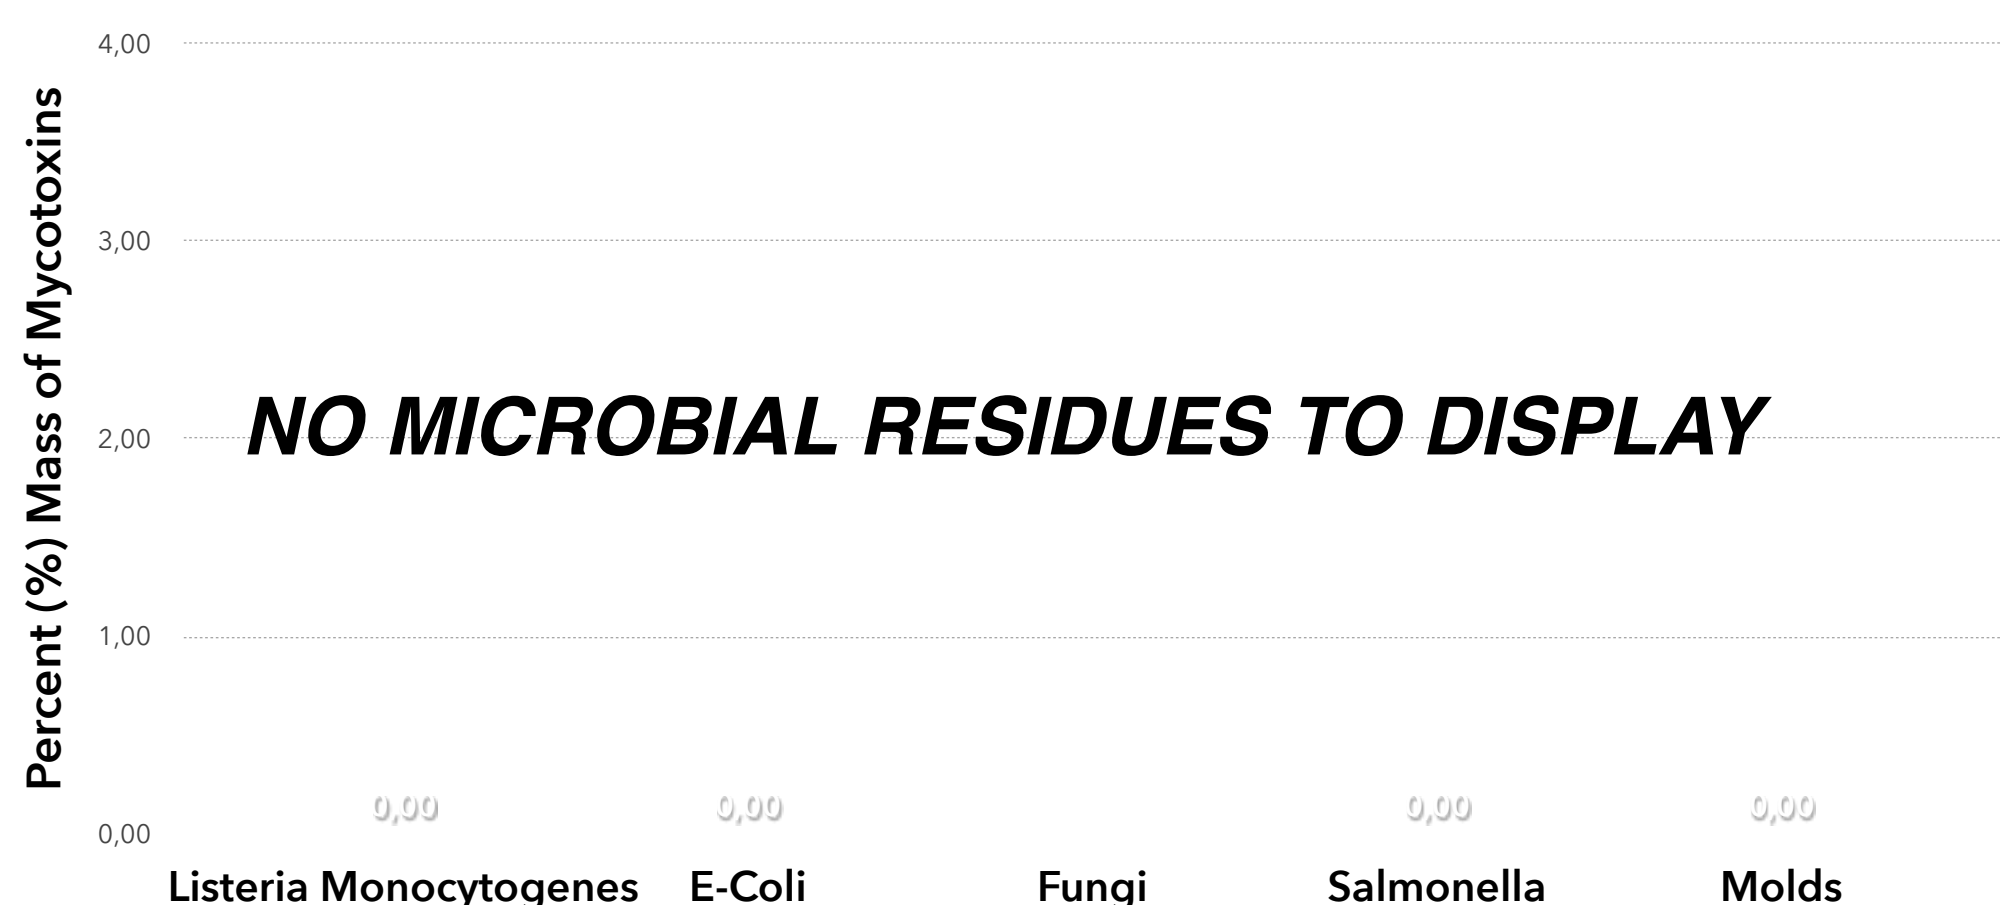 4,00
3,00
2,00
1,00
0,00
Percent (%) Mass of Mycotoxins
NO MICROBIAL RESIDUES TO DISPLAY
0,00 0,00 0,00 0,00
Listeria Monocytogenes E-Coli Fungi Salmonella Molds